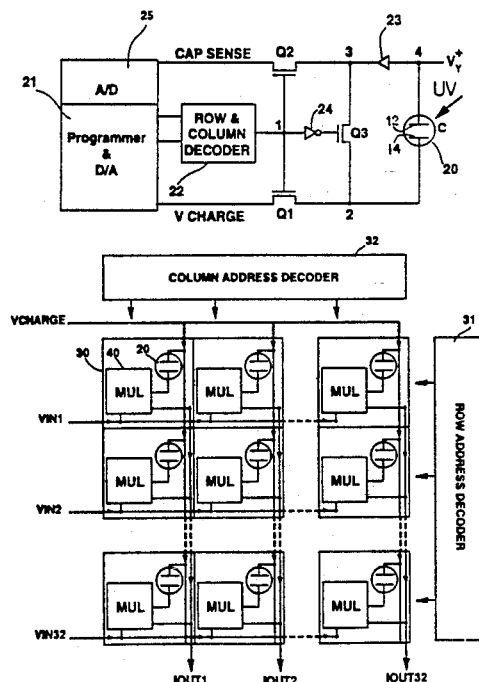 25
CAP SENSE
Q2
3
23
4
V_Y^+
21
A/D
UV
Programmer
&
D/A
ROW &
COLUMN
DECODER
1
24
Q3
12
14
C
20
22
V CHARGE
Q1
2
32
COLUMN ADDRESS DECODER
VCHARGE
31
30
40
20
MUL
MUL
MUL
VIN1
MUL
MUL
MUL
VIN2
ROW ADDRESS DECODER
MUL
MUL
MUL
VIN32
IOUT1
IOUT2
IOUT32